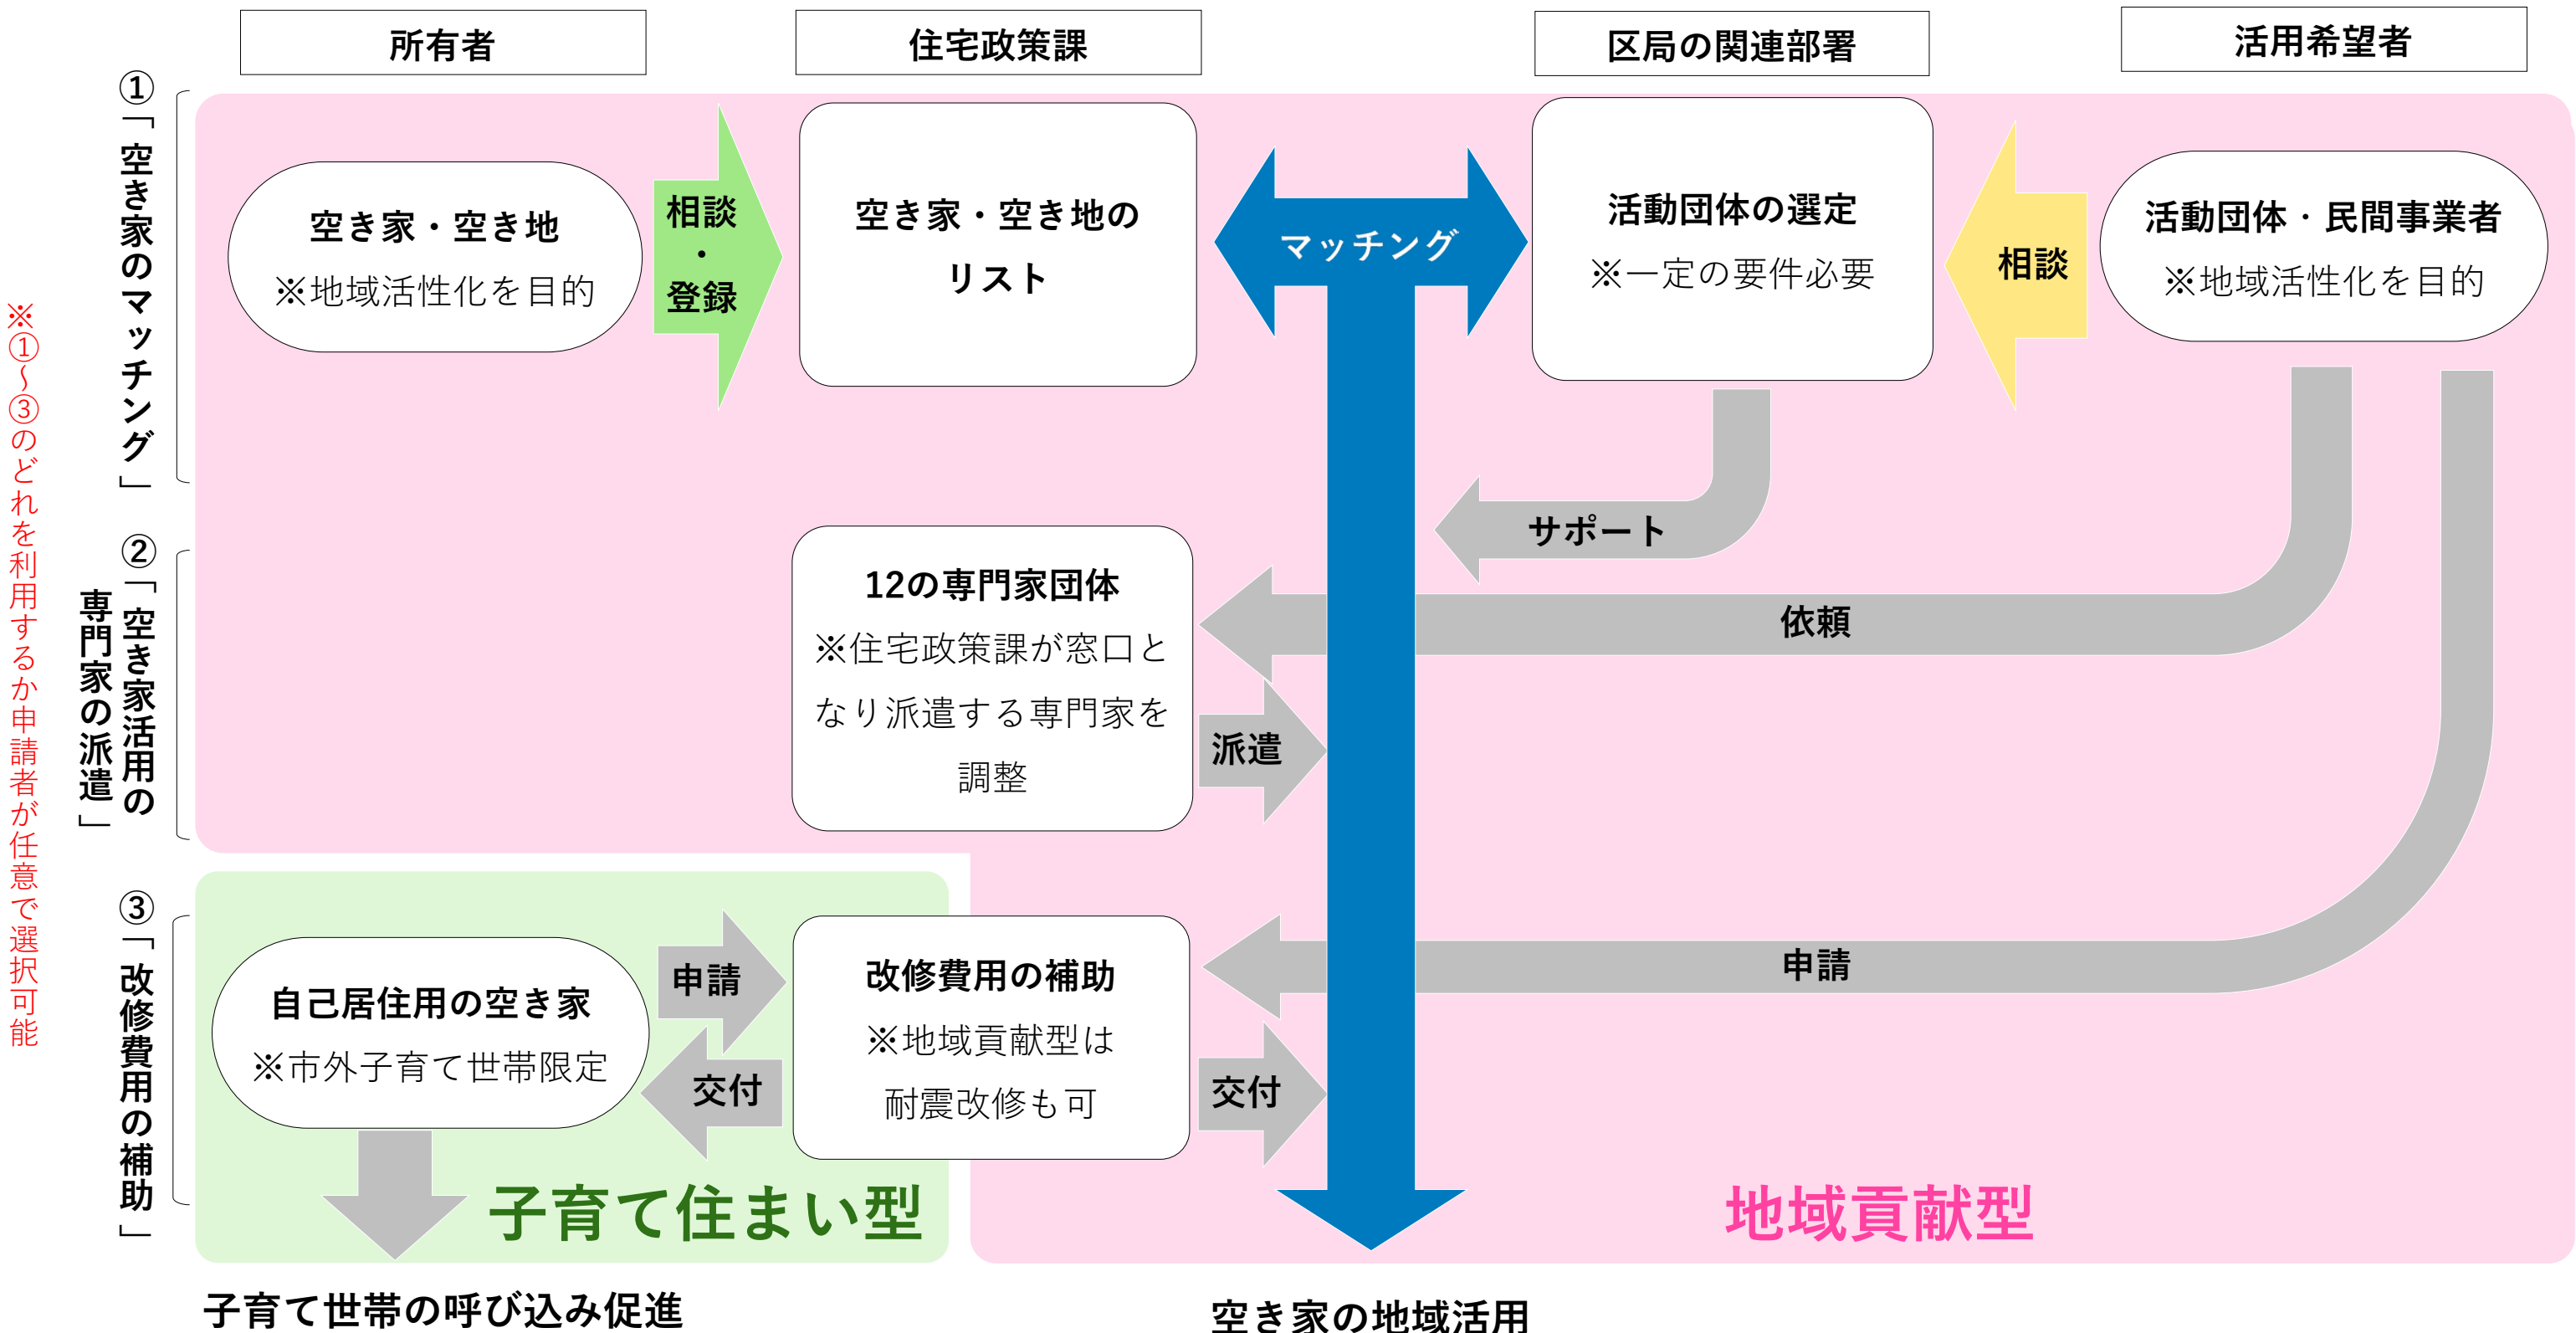 所有者
住宅政策課
区局の関連部署
活用希望者
※①~③のどれを利用するか申請者が任意で選択可能
①「空き家のマッチング」
空き家・空き地
※地域活性化を目的
相談
・
登録
空き家・空き地の
リスト
マッチング
活動団体の選定
※一定の要件必要
相談
活動団体・民間事業者
※地域活性化を目的
サポート
②「空き家活用の
専門家の派遣」
12の専門家団体
※住宅政策課が窓口と
なり派遣する専門家を
調整
依頼
派遣
③「改修費用の補助」
自己居住用の空き家
※市外子育て世帯限定
申請
交付
改修費用の補助
※地域貢献型は
耐震改修も可
申請
交付
子育て住まい型
地域貢献型
子育て世帯の呼び込み促進
空き家の地域活用